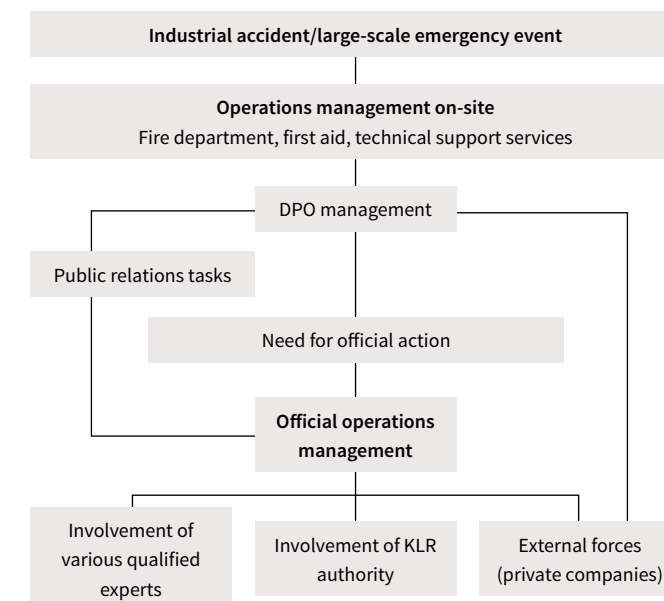 Industrial accident/large-scale emergency event
Operations management on-site
Fire department, first aid, technical support services
DPO management
Public relations tasks
Need for official action
Official operations
management
Involvement of
various qualified
experts
Involvement of KLR
authority
External forces
(private companies)